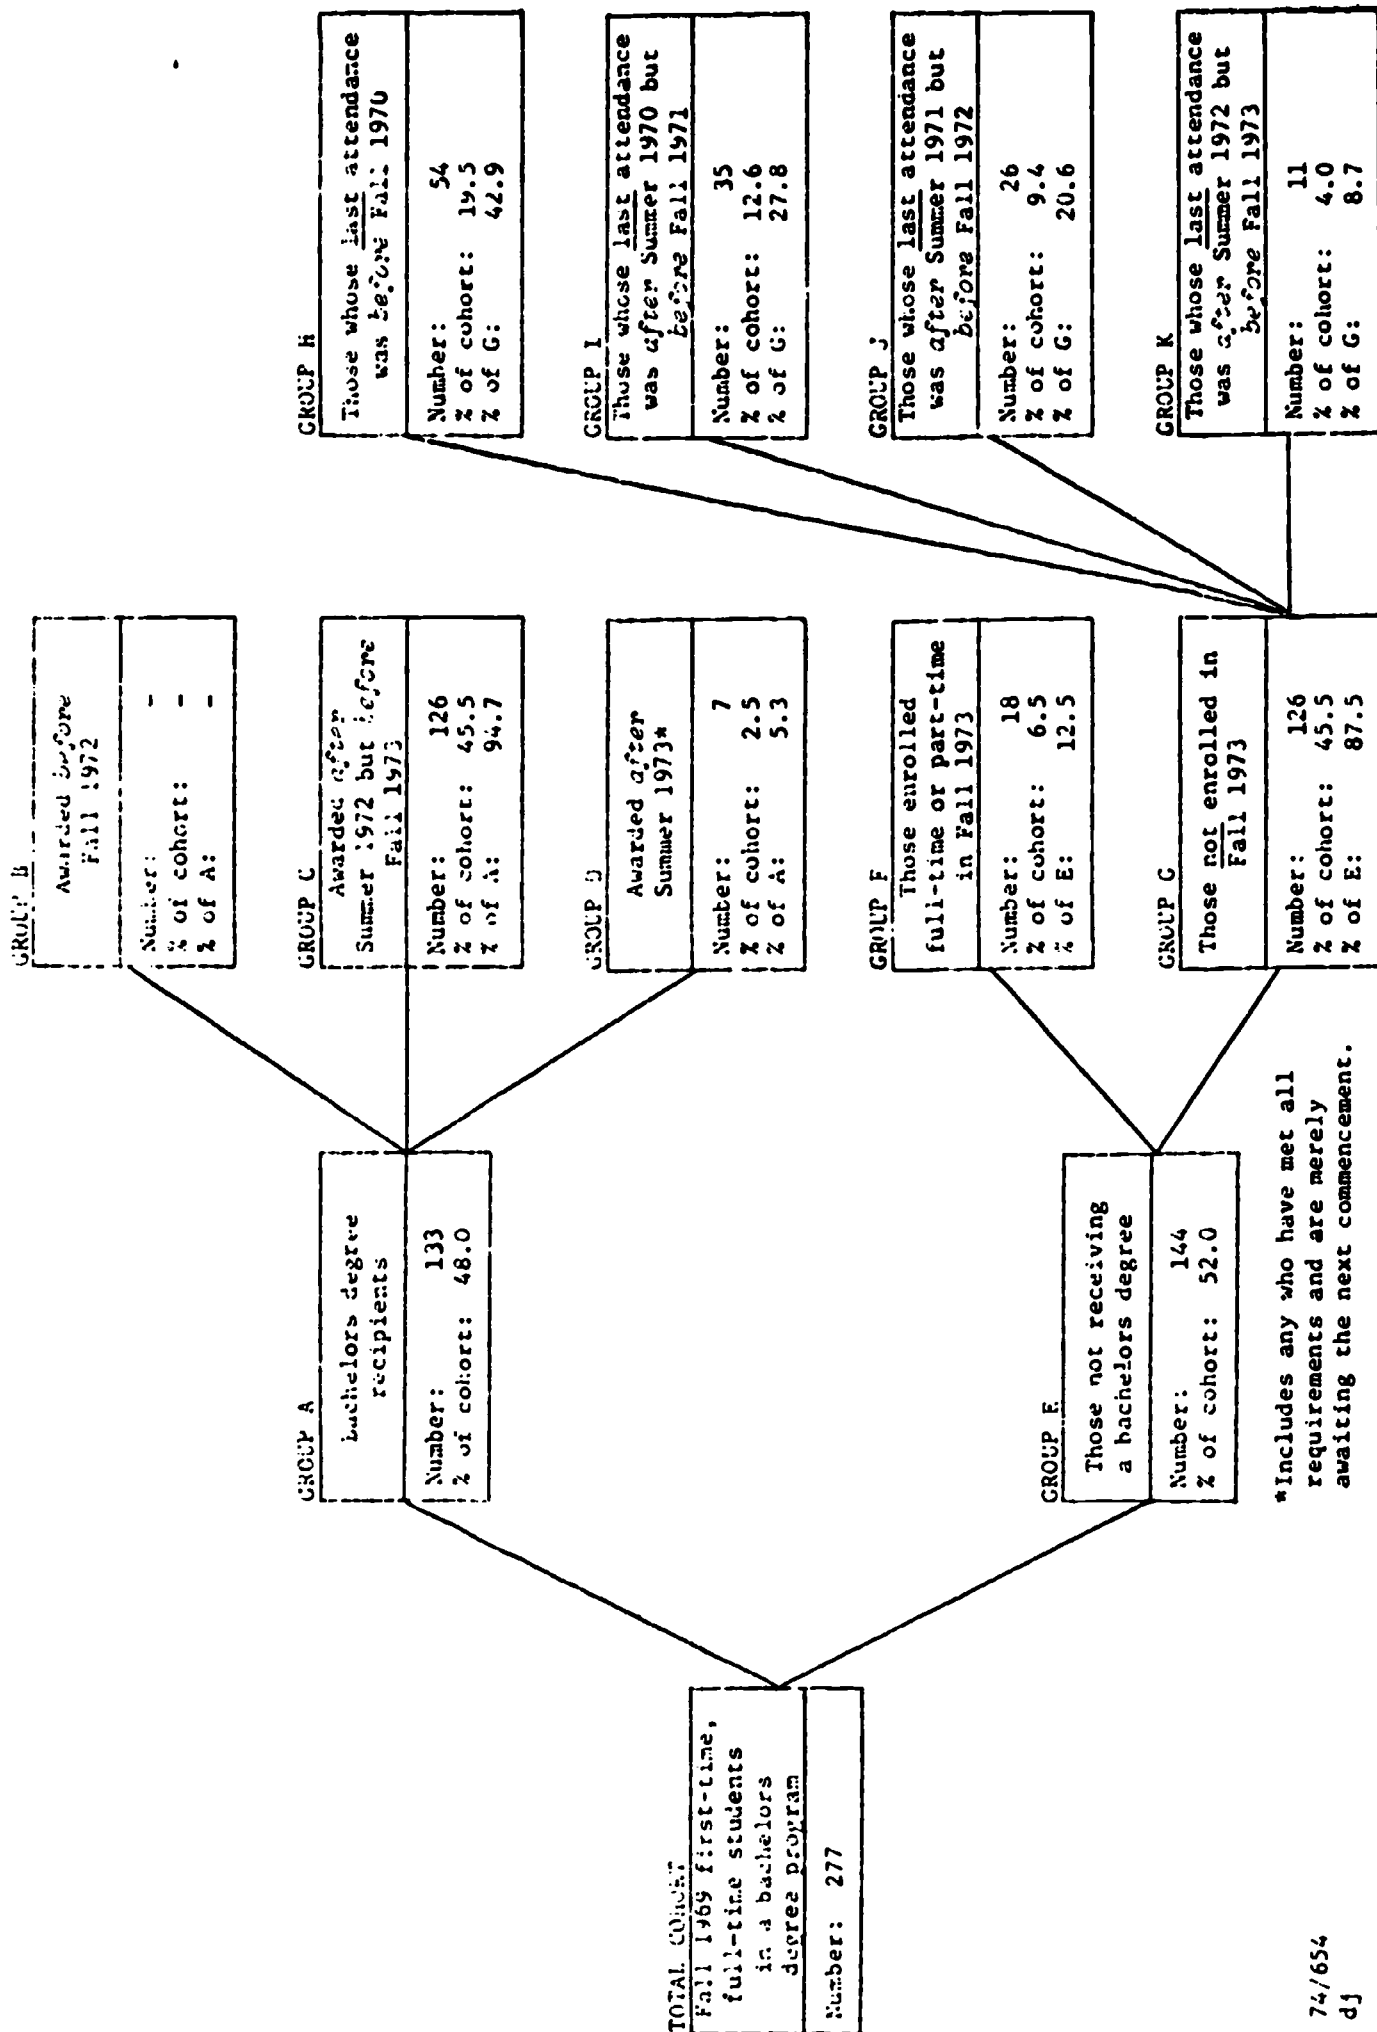 TOTAL COHORT
Fall 1969 first-time,
full-time students
in a bachelors
degree program
Number: 277
GROUP A
bachelors degree
recipients
Number: 133
% of cohort: 48.0
GROUP E
Those not receiving
a bachelors degree
Number: 144
% of cohort: 52.0
*Includes any who have met all
requirements and are merely
awaiting the next commencement.
GROUP B
Awarded before
Fall 1972
Number: -
% of cohort: -
% of A: -
GROUP C
Awarded after
Summer 1972 but before
Fall 1973
Number: 126
% of cohort: 45.5
% of A: 94.7
GROUP D
Awarded after
Summer 1973*
Number: 7
% of cohort: 2.5
% of A: 5.3
GROUP F
Those enrolled
full-time or part-time
in Fall 1973
Number: 18
% of cohort: 6.5
% of E: 12.5
GROUP G
Those not enrolled in
Fall 1973
Number: 126
% of cohort: 45.5
% of E: 87.5
GROUP H
Those whose last attendance
was before Fall 1970
Number: 54
% of cohort: 19.5
% of G: 42.9
GROUP I
Those whose last attendance
was after Summer 1970 but
before Fall 1971
Number: 35
% of cohort: 12.6
% of G: 27.8
GROUP J
Those whose last attendance
was after Summer 1971 but
before Fall 1972
Number: 26
% of cohort: 9.4
% of G: 20.6
GROUP K
Those whose last attendance
was after Summer 1972 but
before Fall 1973
Number: 11
% of cohort: 4.0
% of G: 8.7
74/654
dj